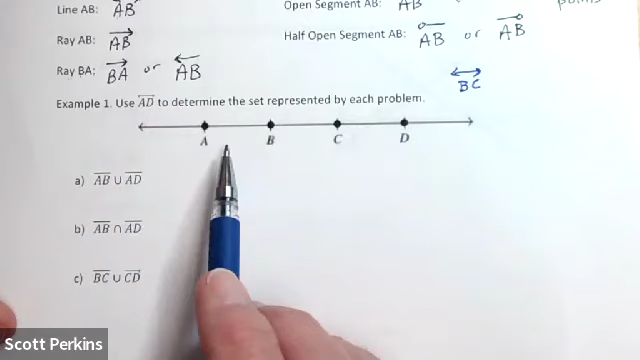 Line AB: A͞B Open Segment AB: AB points
Ray AB: AB→ Half Open Segment AB: AB or AB
Ray BA: BA→ or ←AB
BC
Example 1. Use AD to determine the set represented by each problem.
A B C D
a) AB ∪ AD
b) AB ∩ AD
c) BC ∪ CD
Scott Perkins